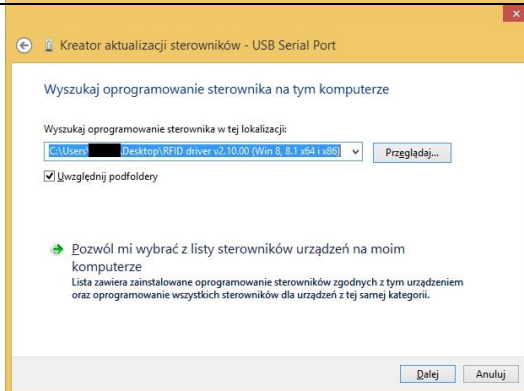 Kreator aktualizacji sterowników - USB Serial Port
Wyszukaj oprogramowanie sterownika na tym komputerze
Wyszukaj oprogramowanie sterownika w tej lokalizacji:
C:\Users\ Desktop\RFID driver v2.10.00 (Win 8, 8.1 x64 i x86)
Przeglądaj...
Uwzględnij podfoldery
Pozwól mi wybrać z listy sterowników urządzeń na moim
komputerze
Lista zawiera zainstalowane oprogramowanie sterowników zgodnych z tym urządzeniem
oraz oprogramowanie wszystkich sterowników dla urządzeń z tej samej kategorii.
Dalej
Anuluj